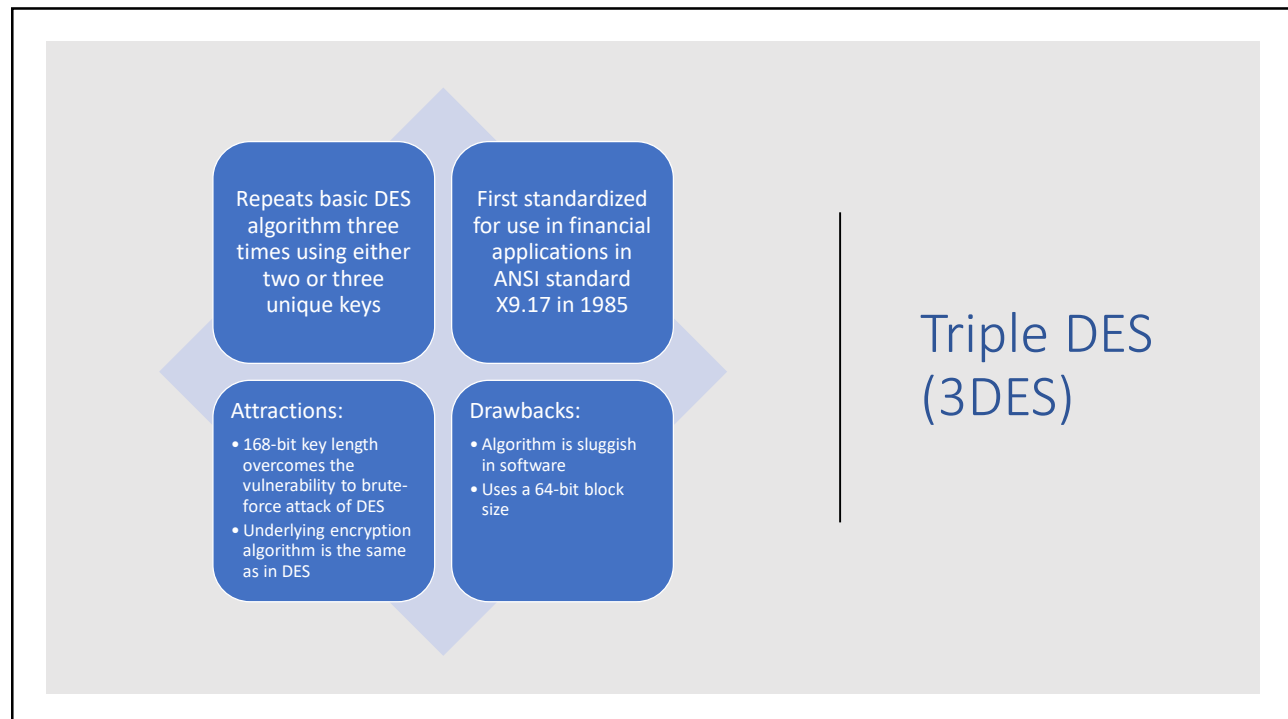 Repeats basic DES
algorithm three
times using either
two or three
unique keys
First standardized
for use in financial
applications in
ANSI standard
X9.17 in 1985
Attractions:
• 168-bit key length
overcomes the
vulnerability to brute-
force attack of DES
• Underlying encryption
algorithm is the same
as in DES
Drawbacks:
• Algorithm is sluggish
in software
• Uses a 64-bit block
size
Triple DES
(3DES)